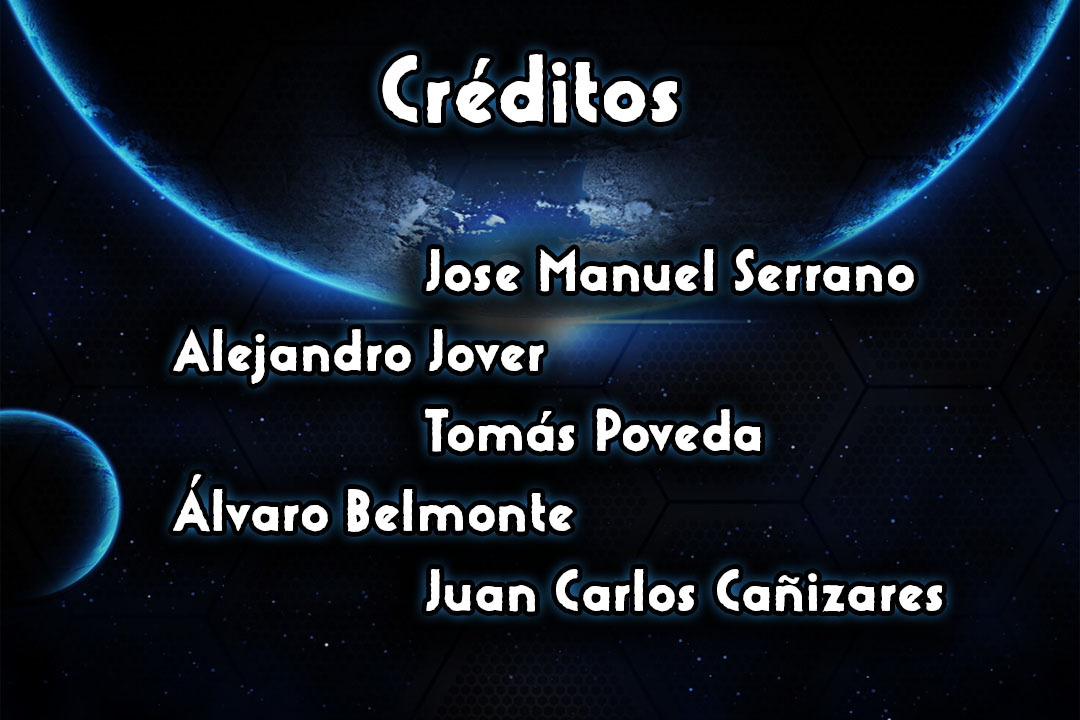 Créditos
Jose Manuel Serrano
Alejandro Jover
Tomás Poveda
Álvaro Belmonte
Juan Carlos Cañizares